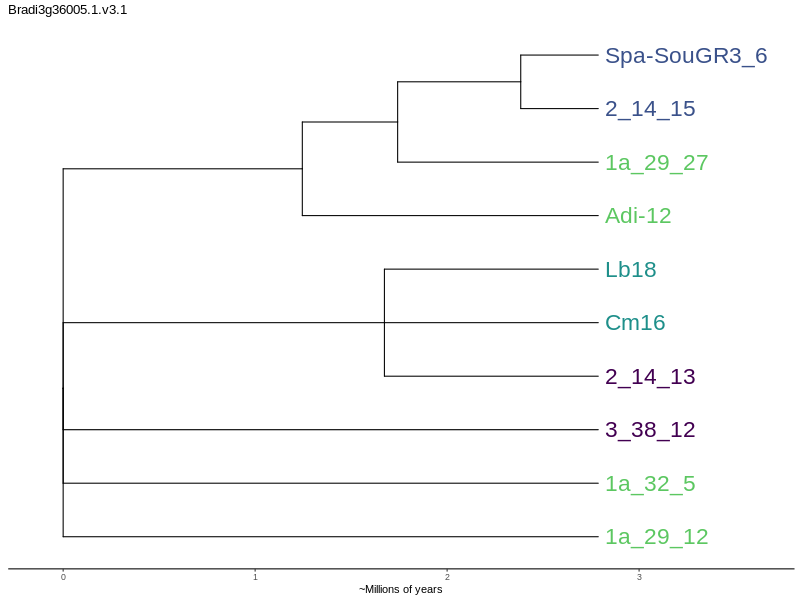 Bradi3g36005.1.v3.1
Spa-SouGR3_6
2_14_15
1a_29_27
Adi-12
Lb18
Cm16
2_14_13
3_38_12
1a_32_5
1a_29_12
0 1 2 3
~Millions of years